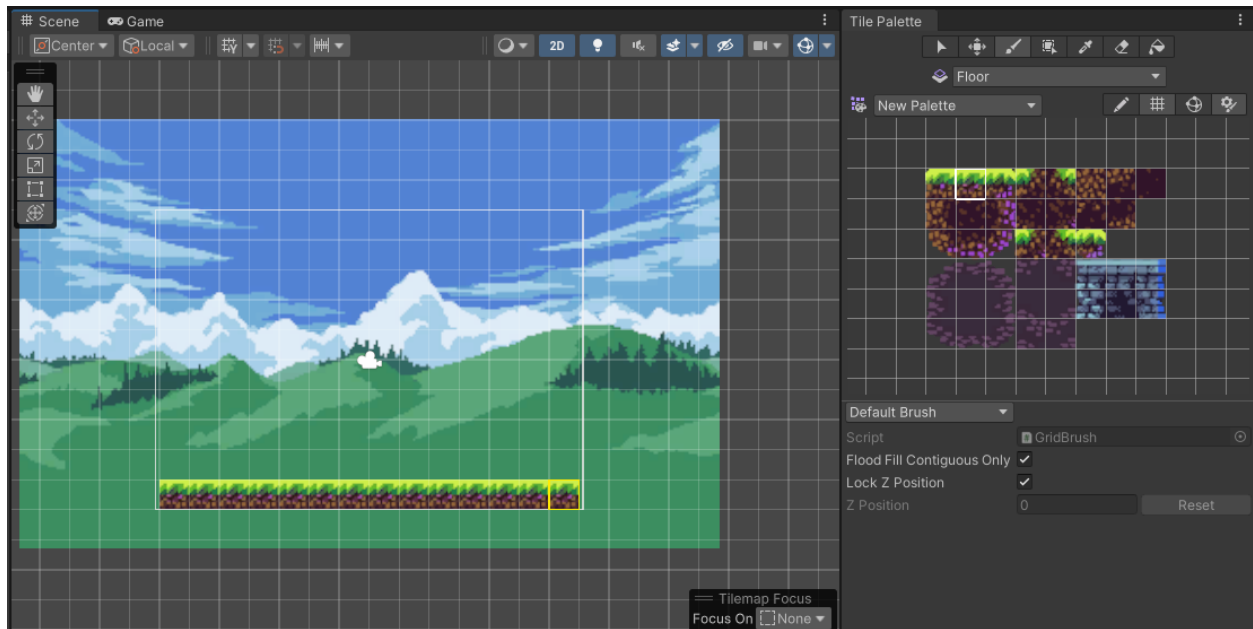 Scene
Game
Tile Palette
Center
Local
2D
Floor
New Palette
Default Brush
Script
GridBrush
Flood Fill Contiguous Only
Lock Z Position
Z Position
0
Reset
Tilemap Focus
Focus On
None